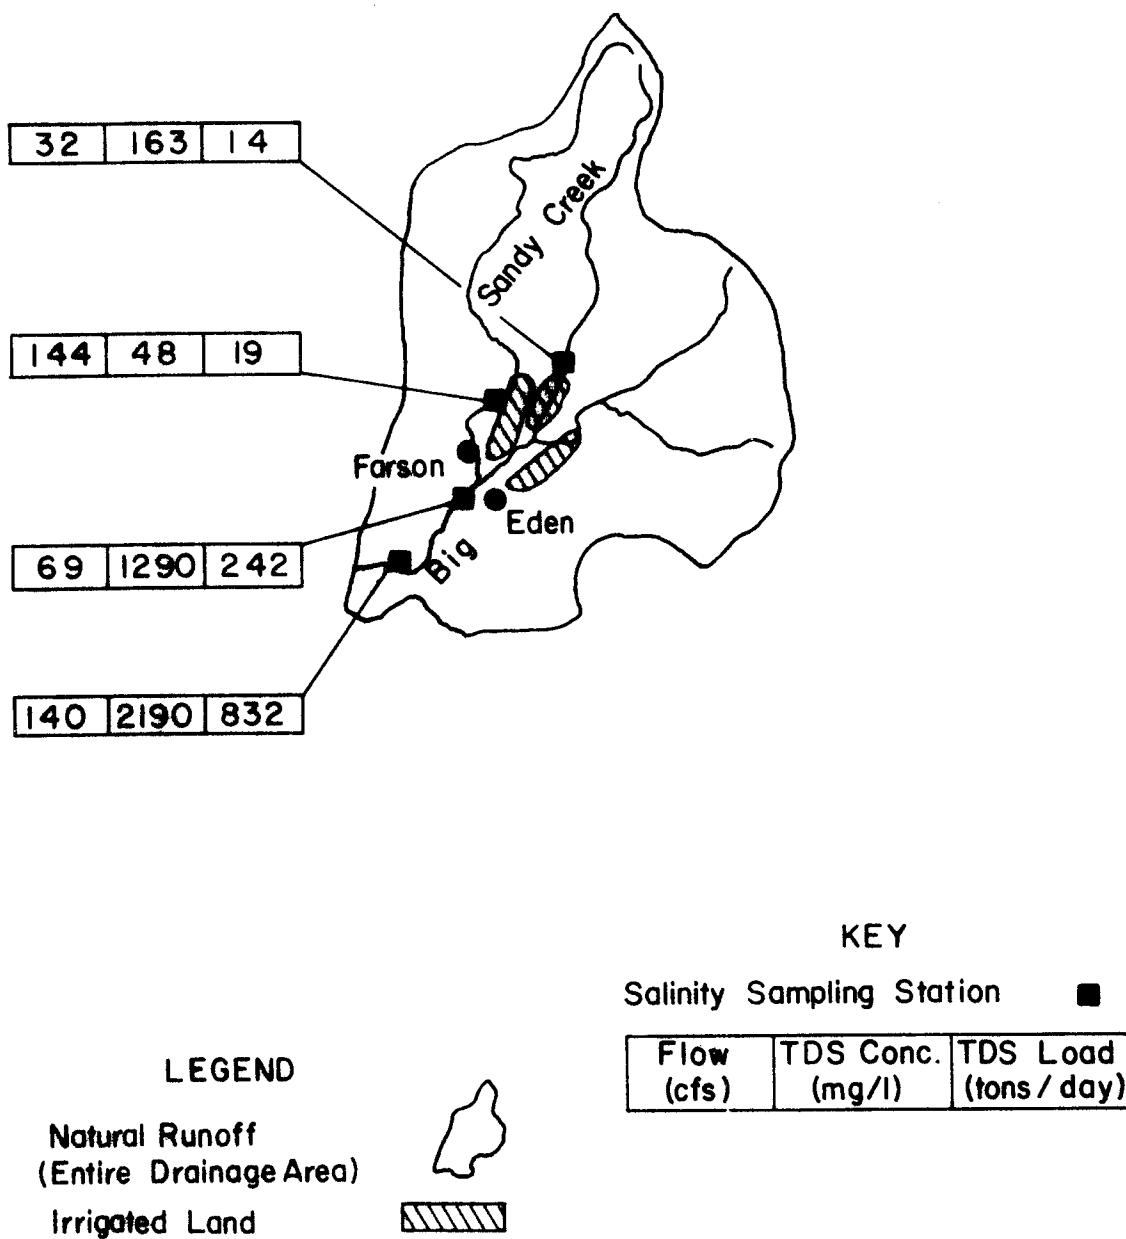 32 163 14
Sandy Creek
144 48 19
Farson
Eden
69 1290 242
Big
140 2190 832
KEY
Salinity Sampling Station
Flow (cfs)
TDS Conc. (mg/l)
TDS Load (tons/day)
LEGEND
Natural Runoff
(Entire Drainage Area)
Irrigated Land